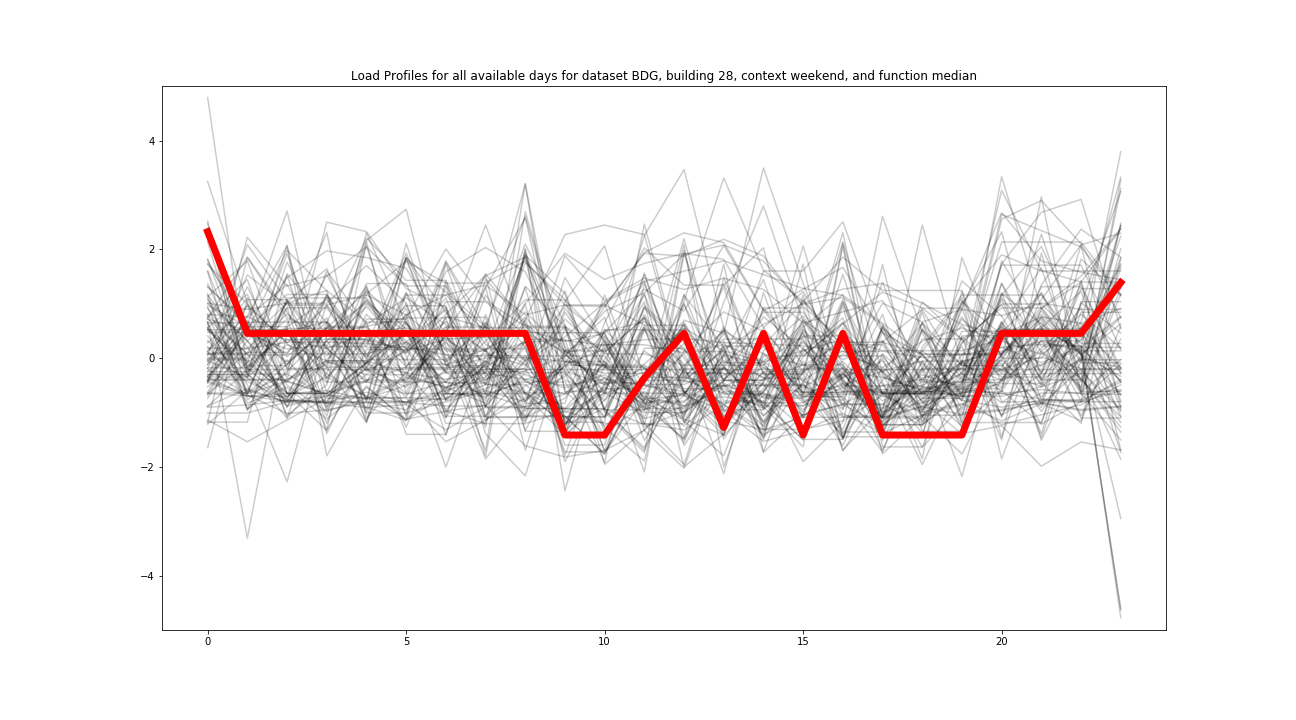 Load Profiles for all available days for dataset BDG, building 28, context weekend, and function median
4
2
0
−2
−4
0 5 10 15 20